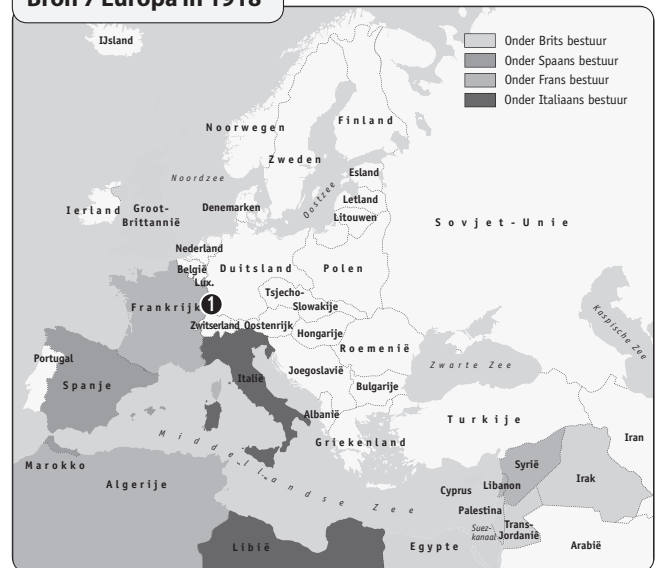 Bron 7 Europa in 1918
IJsland
Onder Brits bestuur
Onder Spaans bestuur
Onder Frans bestuur
Onder Italiaans bestuur
Noorwegen
Finland
Zweden
Noordzee
Esland
Oostzee
Letland
Litouwen
Ierland
Groot-
Brittannië
Denemarken
Sovjet-Unie
Nederland
België
Duitsland
Polen
Lux.
Tsjecho-
Slowakije
Frankrijk
1
Zwitserland
Oostenrijk
Hongarije
Roemenië
Kaspische Zee
Portugal
Spanje
Italië
Joegoslavië
Zwarte Zee
Bulgarije
Albanië
Turkije
Griekenland
Middellandse Zee
Marokko
Algerije
Iran
Syrië
Cyprus
Libanon
Irak
Palestina
Suez-
kanaal
Trans-
Jordanië
Libië
Egypte
Arabië